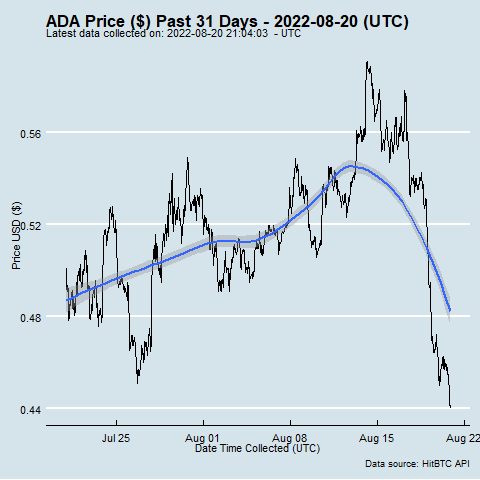 ADA Price ($) Past 31 Days - 2022-08-20 (UTC)
Latest data collected on: 2022-08-20 21:04:03  - UTC
Price USD ($)
0.56
0.52
0.48
0.44
Jul 25
Aug 01
Aug 08
Aug 15
Aug 22
Date Time Collected (UTC)
Data source: HitBTC API